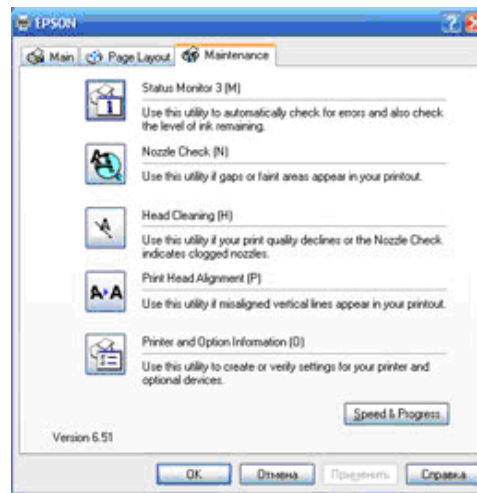 EPSON
Main Page Layout Maintenance
Status Monitor 3 (M)
Use this utility to automatically check for errors and also check
the level of ink remaining.
Nozzle Check (N)
Use this utility if gaps or faint areas appear in your printout.
Head Cleaning (H)
Use this utility if your print quality declines or the Nozzle Check
indicates clogged nozzles.
Print Head Alignment (P)
Use this utility if misaligned vertical lines appear in your printout.
Printer and Option Information (O)
Use this utility to create or verify settings for your printer and
optional devices.
Speed & Progress
Version 6.51
OK Отмена Применить Справка